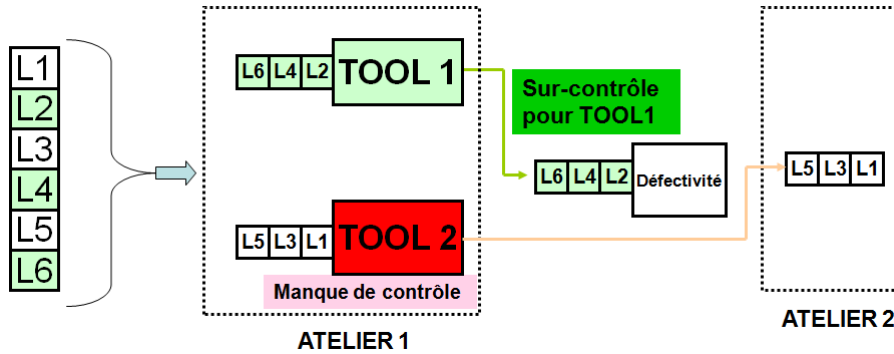 L1
L2
L3
L4
L5
L6
L6 L4 L2 TOOL 1
Sur-contrôle
pour TOOL1
L6 L4 L2 Défectivité
L5 L3 L1
L5 L3 L1 TOOL 2
Manque de contrôle
ATELIER 1
ATELIER 2